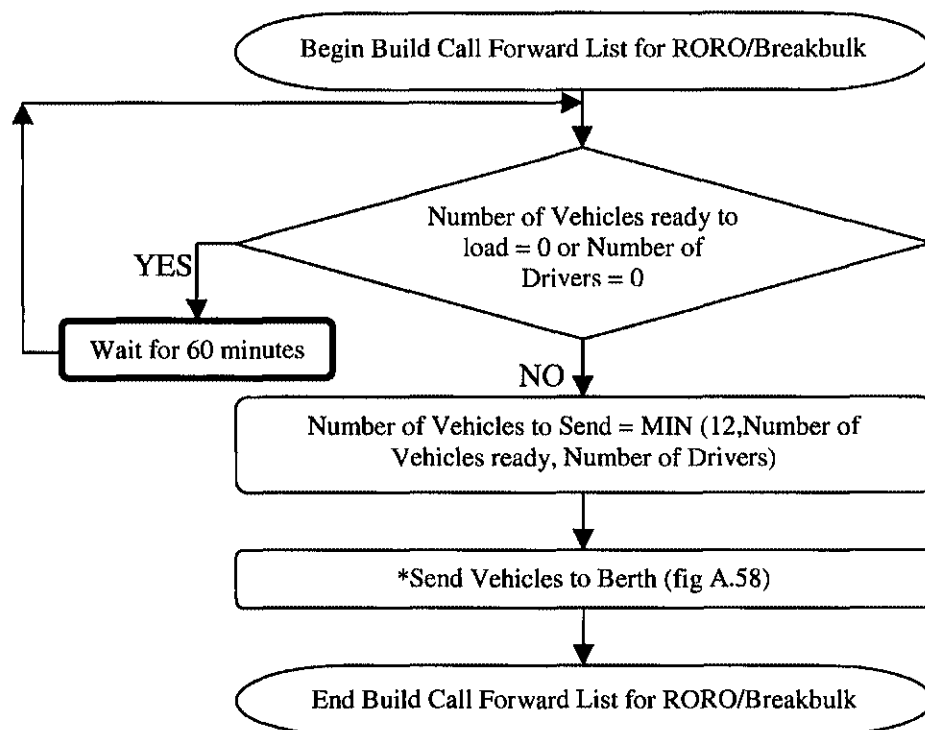 Begin Build Call Forward List for RORO/Breakbulk
Number of Vehicles ready to
load = 0 or Number of
Drivers = 0
YES
Wait for 60 minutes
NO
Number of Vehicles to Send = MIN (12,Number of
Vehicles ready, Number of Drivers)
*Send Vehicles to Berth (fig A.58)
End Build Call Forward List for RORO/Breakbulk